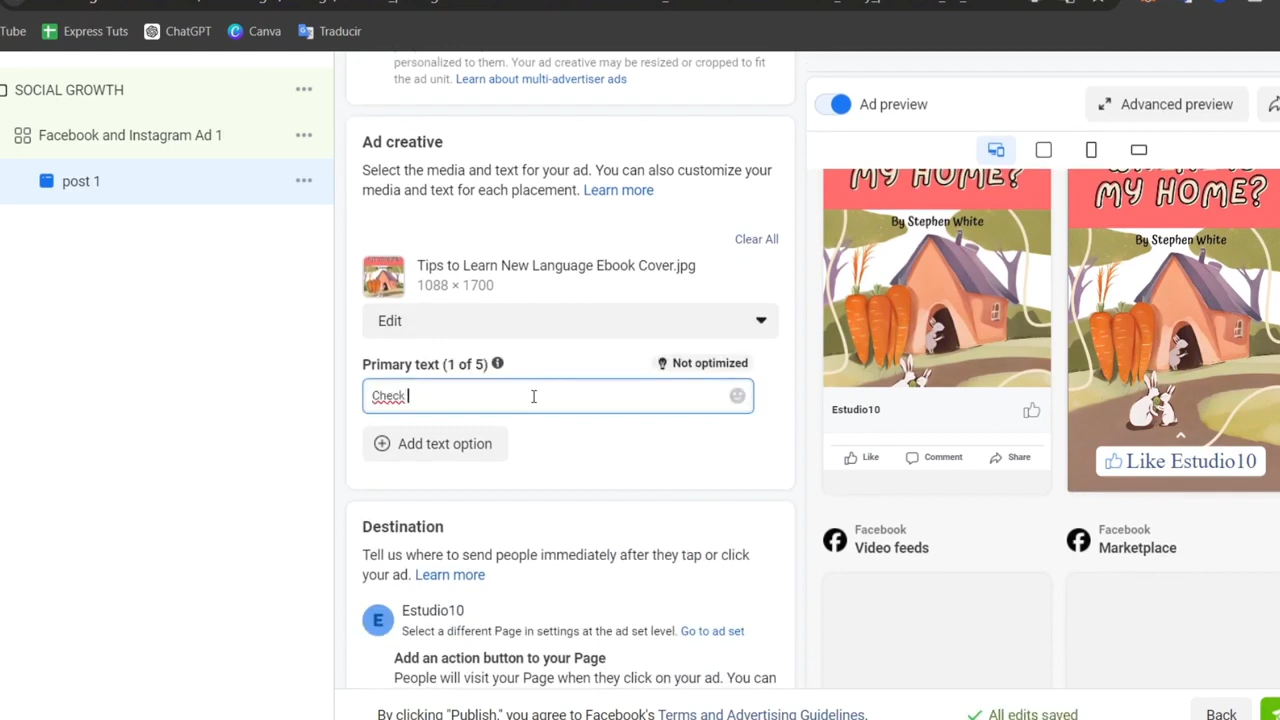 Tube
Express Tuts
ChatGPT
Canva
Traducir
SOCIAL GROWTH
Facebook and Instagram Ad 1
post 1
personalized to them. Your ad creative may be resized or cropped to fit
the ad unit. Learn about multi-advertiser ads
Ad creative
Select the media and text for your ad. You can also customize your
media and text for each placement. Learn more
Clear All
Tips to Learn New Language Ebook Cover.jpg
1088 × 1700
Edit
Primary text (1 of 5)
Not optimized
Check
Add text option
Destination
Tell us where to send people immediately after they tap or click
your ad. Learn more
E
Estudio10
Select a different Page in settings at the ad set level. Go to ad set
Add an action button to your Page
People will visit your Page when they click on your ad. You can
By clicking "Publish," you agree to Facebook's Terms and Advertising Guidelines.
All edits saved
Back
Ad preview
Advanced preview
MY HOME?
By Stephen White
Estudio10
Like
Comment
Share
MY HOME?
By Stephen White
Like Estudio10
Facebook
Video feeds
Facebook
Marketplace